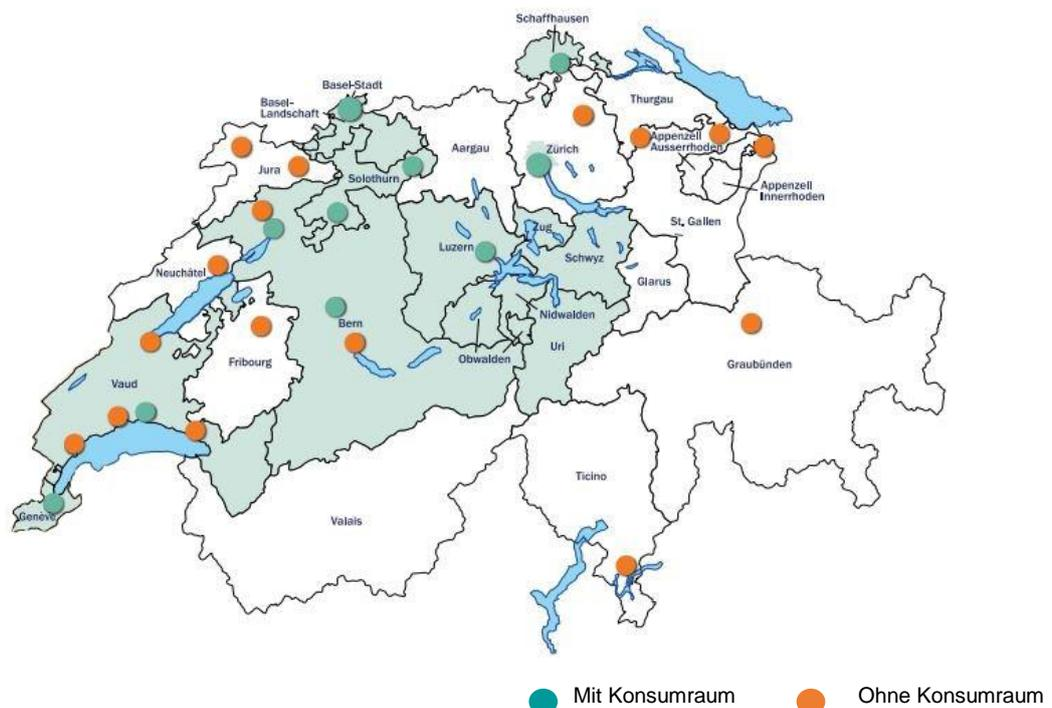 Schaffhausen
Basel-Stadt
Basel-
Landschaft
Thurgau
Aargau
Zürich
Appenzell
Ausserrhoden
Jura
Solothurn
Appenzell
Innerrhoden
St. Gallen
Luzern
Zug
Schwyz
Neuchâtel
Glarus
Nidwalden
Bern
Obwalden
Uri
Fribourg
Graubünden
Vaud
Ticino
Genève
Valais
Mit Konsumraum
Ohne Konsumraum